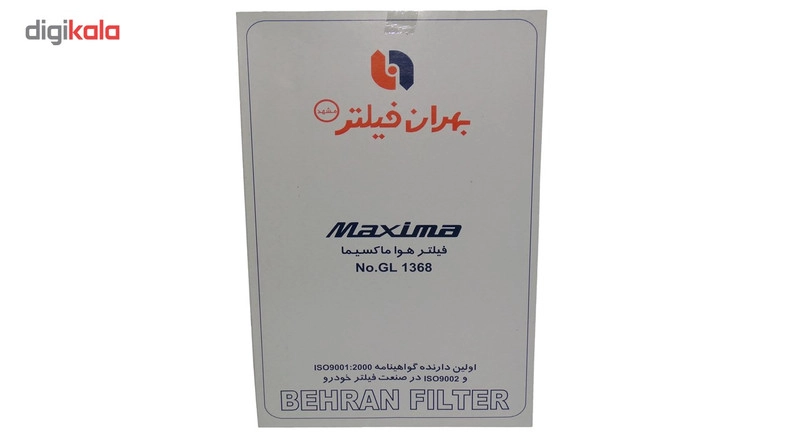 digikala
بهران فیلتر مشهد
Maxima
فیلتر هوا ماکسیما
No.GL 1368
اولین دارنده گواهینامه ISO9001:2000
و ISO9002 در صنعت فیلتر خودرو
BEHRAN FILTER